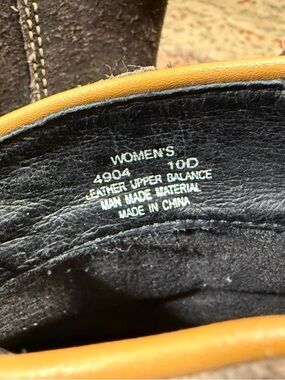 WOMEN'S
4904 10D
LEATHER UPPER BALANCE
MAN MADE MATERIAL
MADE IN CHINA